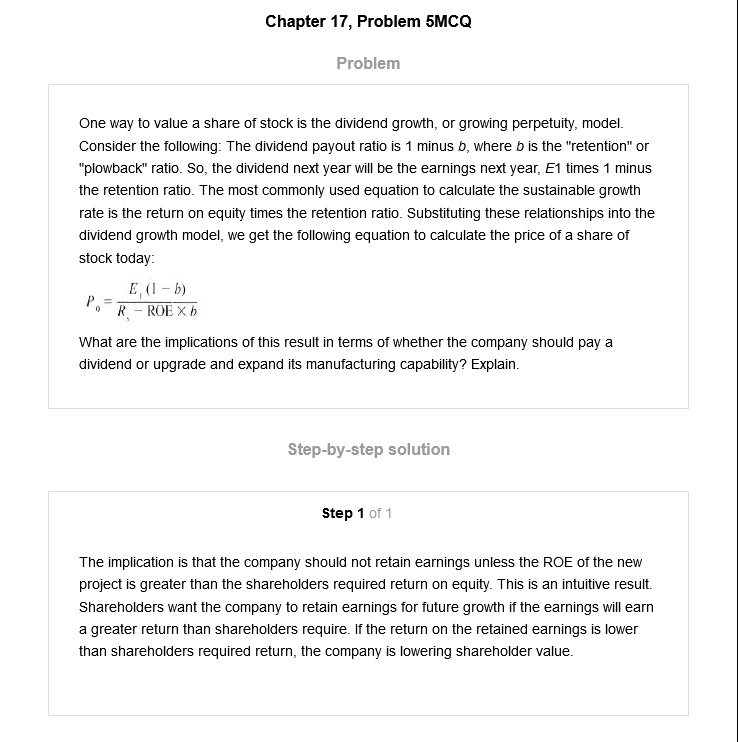 Chapter 17, Problem 5MCQ
Problem
One way to value a share of stock is the dividend growth, or growing perpetuity, model.
Consider the following: The dividend payout ratio is 1 minus b, where b is the "retention" or
"plowback" ratio. So, the dividend next year will be the earnings next year, E1 times 1 minus
the retention ratio. The most commonly used equation to calculate the sustainable growth
rate is the return on equity times the retention ratio. Substituting these relationships into the
dividend growth model, we get the following equation to calculate the price of a share of
stock today:
P₀ = E₁ (1 − b) / Rₛ − ROE × b
What are the implications of this result in terms of whether the company should pay a
dividend or upgrade and expand its manufacturing capability? Explain.
Step-by-step solution
Step 1 of 1
The implication is that the company should not retain earnings unless the ROE of the new
project is greater than the shareholders required return on equity. This is an intuitive result.
Shareholders want the company to retain earnings for future growth if the earnings will earn
a greater return than shareholders require. If the return on the retained earnings is lower
than shareholders required return, the company is lowering shareholder value.